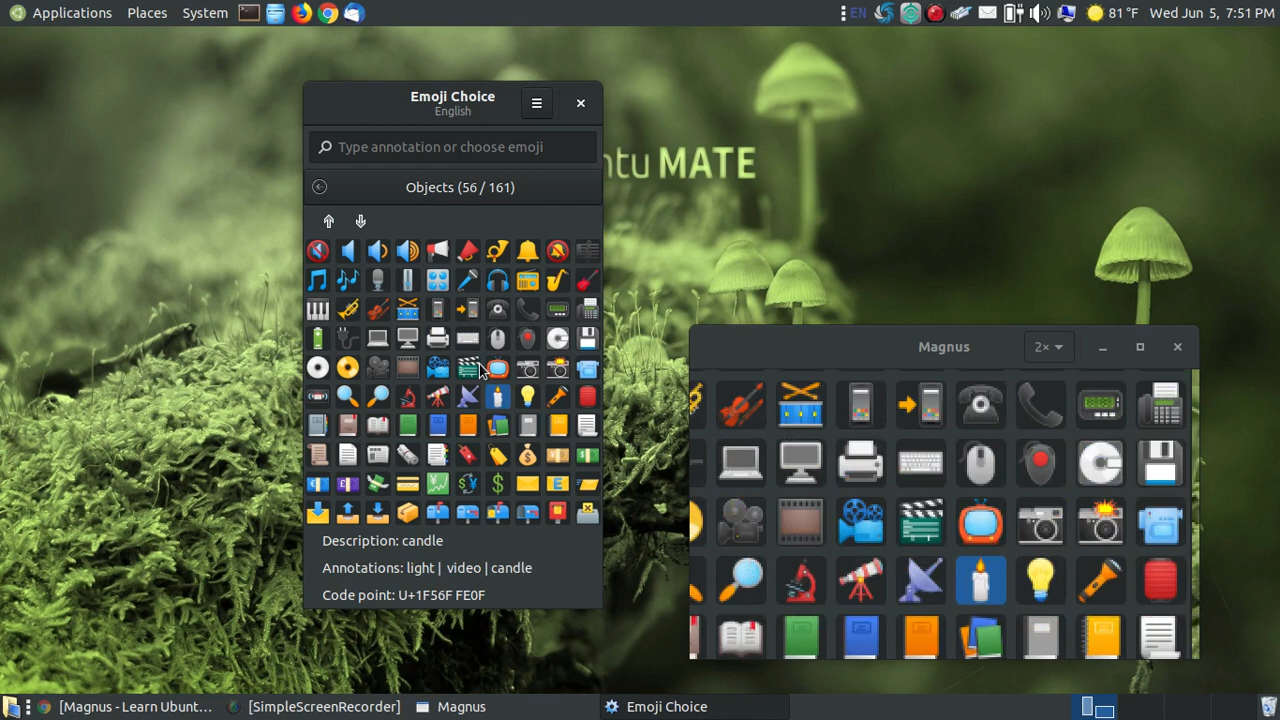 Applications Places System
EN
81 °F Wed Jun 5, 7:51 PM
Emoji Choice
English
Type annotation or choose emoji
Objects (56 / 161)
ntu MATE
Magnus
2×
Description: candle
Annotations: light | video | candle
Code point: U+1F56F FE0F
[Magnus - Learn Ubunt... [SimpleScreenRecorder] Magnus Emoji Choice